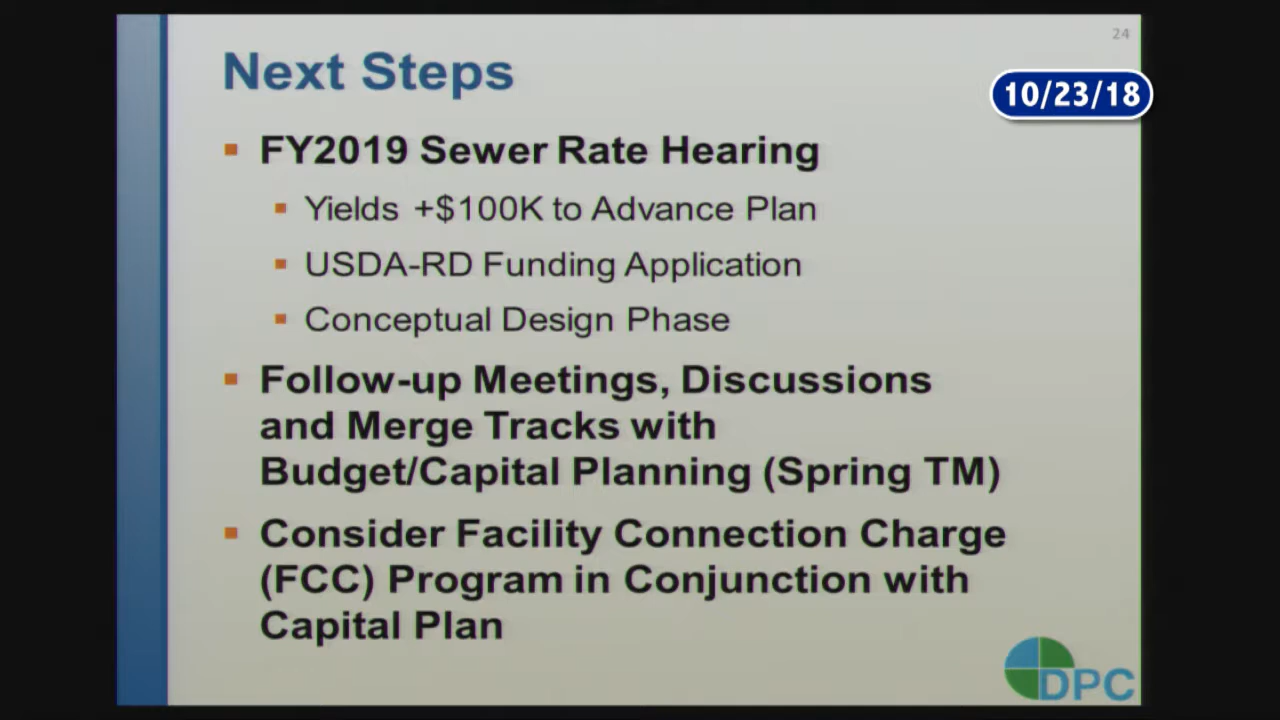 24
Next Steps
10/23/18
FY2019 Sewer Rate Hearing
Yields +$100K to Advance Plan
USDA-RD Funding Application
Conceptual Design Phase
Follow-up Meetings, Discussions
and Merge Tracks with
Budget/Capital Planning (Spring TM)
Consider Facility Connection Charge
(FCC) Program in Conjunction with
Capital Plan
DPC